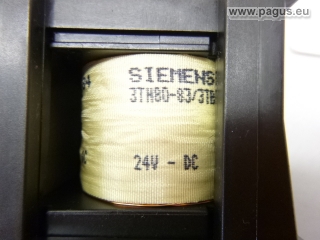 www.pagus.eu
SIEMENS
3TH80-83/3TB
24V - DC